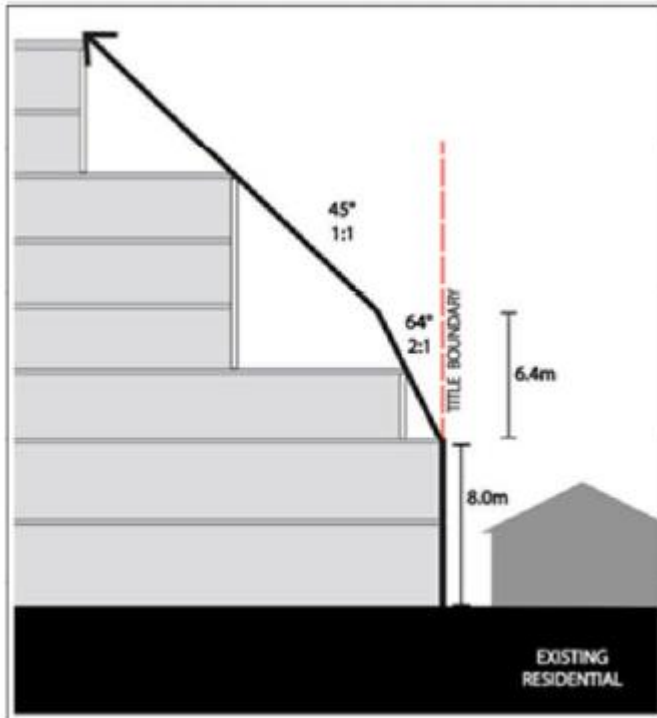 45°
1:1
64°
2:1
TITLE BOUNDARY
6.4m
8.0m
EXISTING
RESIDENTIAL